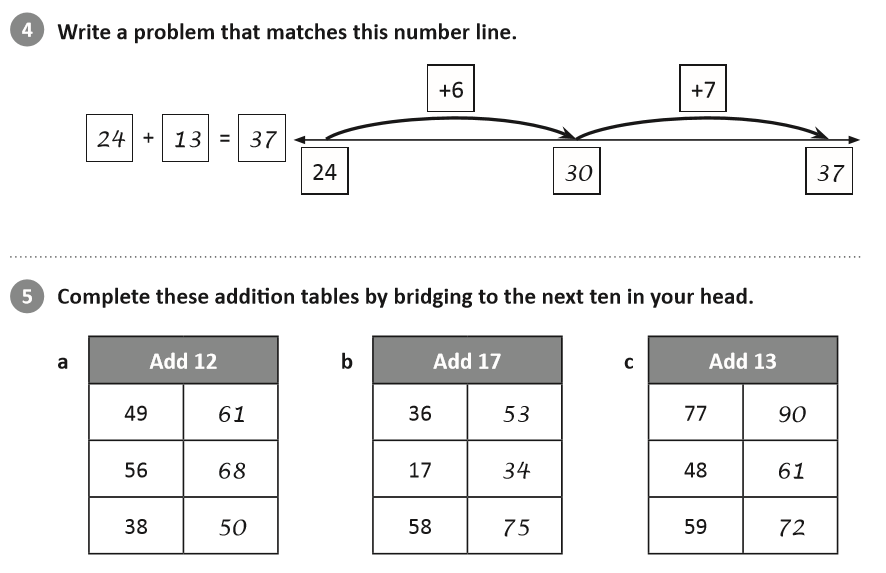 4 Write a problem that matches this number line.
+6 +7
24 + 13 = 37
24 30 37
5 Complete these addition tables by bridging to the next ten in your head.
a Add 12 b Add 17 c Add 13
49 61 36 53 77 90
56 68 17 34 48 61
38 50 58 75 59 72